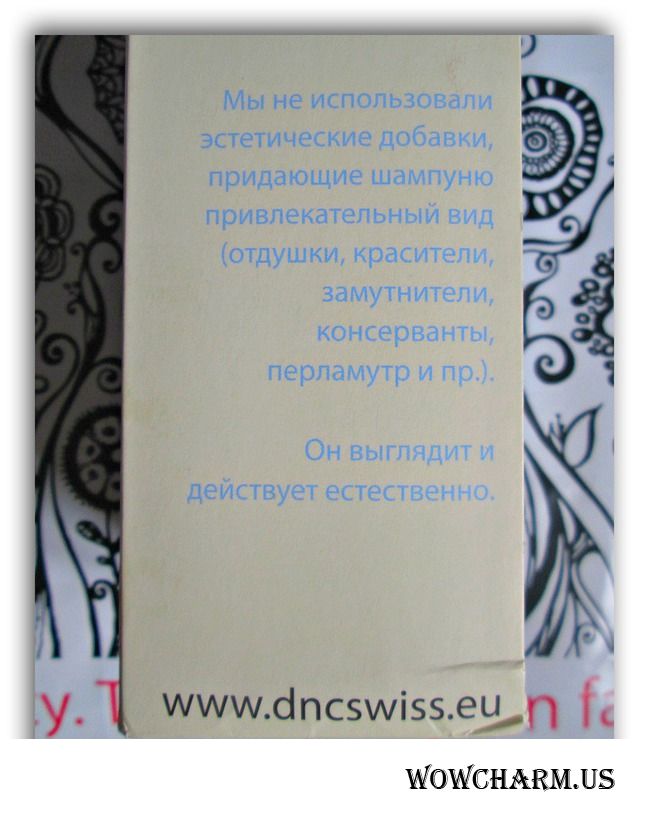 Мы не использовали
эстетические добавки,
придающие шампуню
привлекательный вид
(отдушки, красители,
замутнители,
консерванты,
перламутр и пр.).
Он выглядит и
действует естественно.
www.dncswiss.eu
n fa
WOWCHARM.US